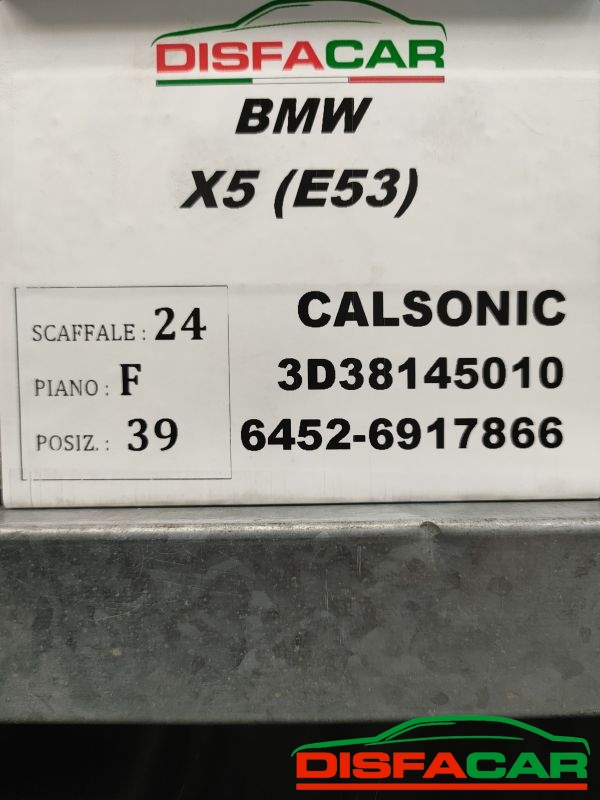 DISFACAR
BMW
X5 (E53)
SCAFFALE : 24
PIANO : F
POSIZ. : 39
CALSONIC
3D38145010
6452-6917866
DISFACAR